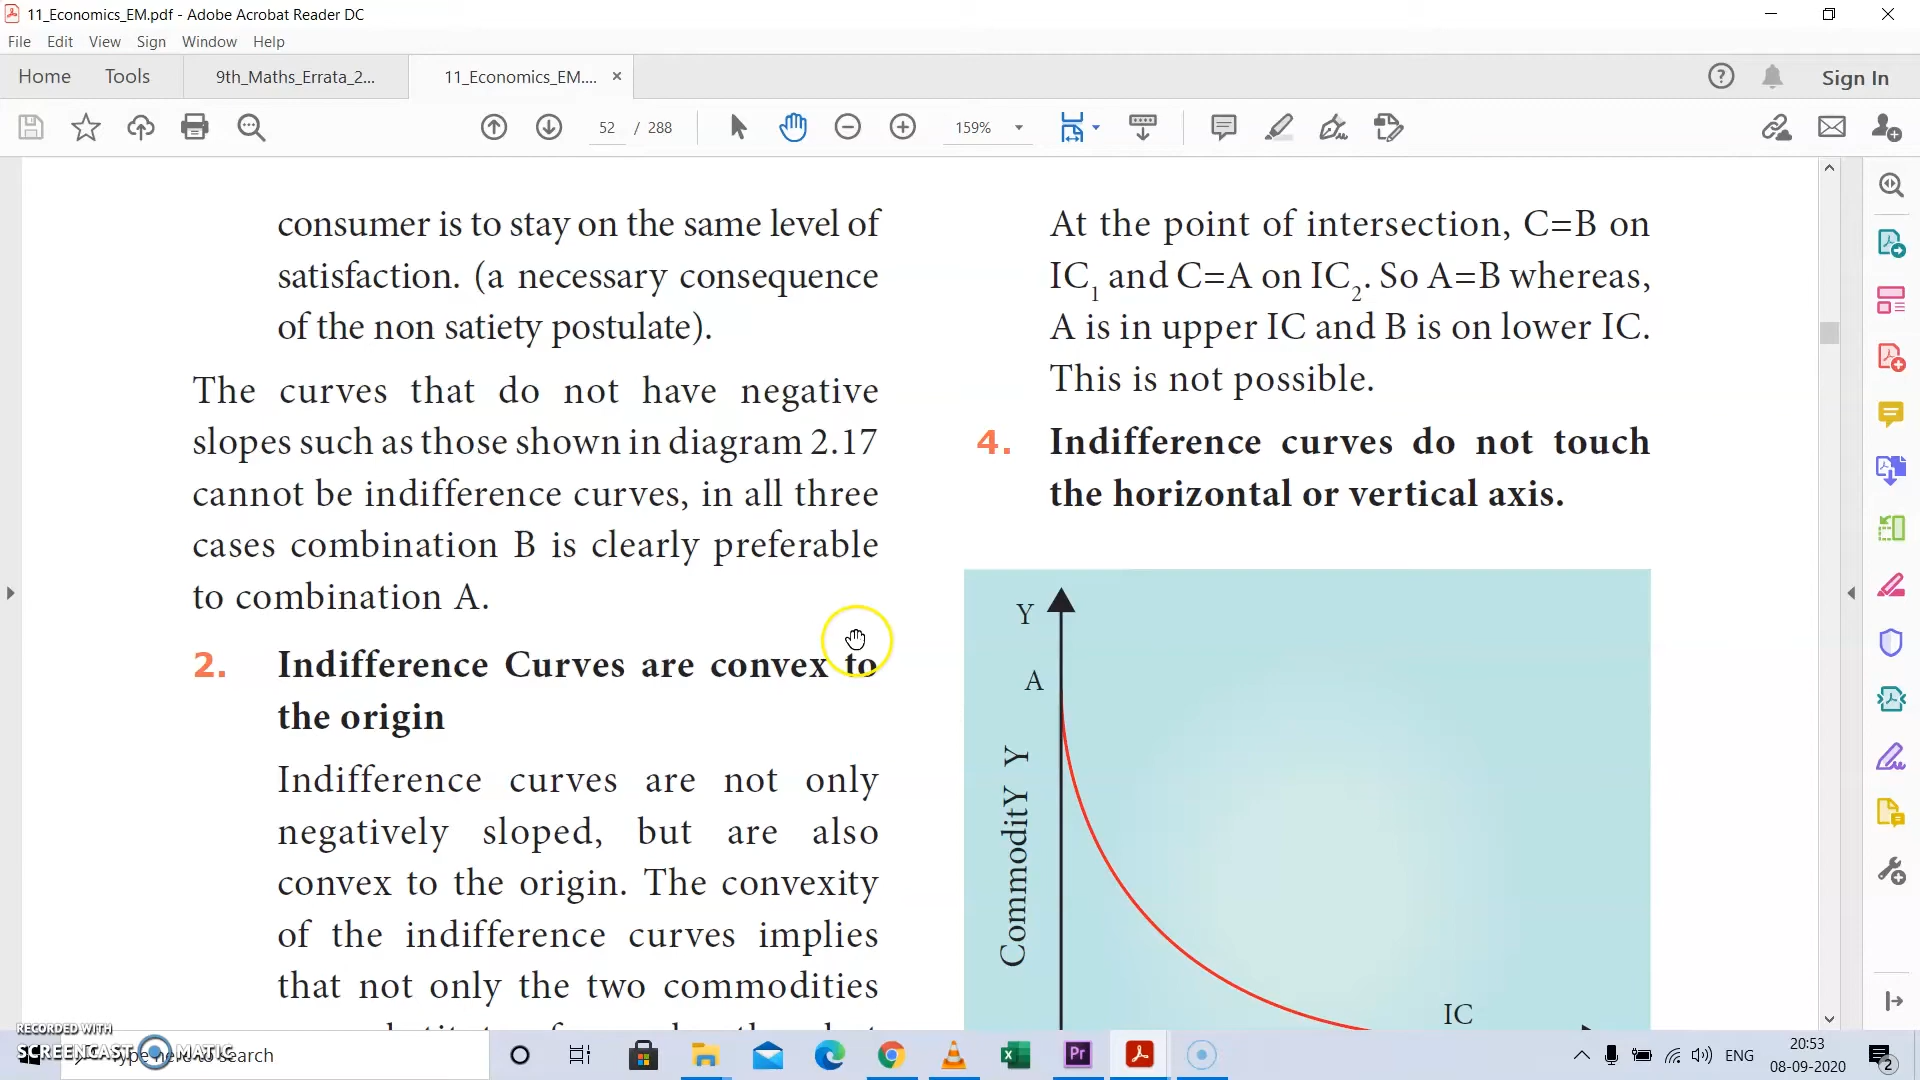 11_Economics_EM.pdf - Adobe Acrobat Reader DC
File Edit View Sign Window Help
Home Tools 9th_Maths_Errata_2... 11_Economics_EM.... × Sign In
52 / 288 159%
consumer is to stay on the same level of
satisfaction. (a necessary consequence
of the non satiety postulate).
The curves that do not have negative
slopes such as those shown in diagram 2.17
cannot be indifference curves, in all three
cases combination B is clearly preferable
to combination A.
2. Indifference Curves are convex to
the origin
Indifference curves are not only
negatively sloped, but are also
convex to the origin. The convexity
of the indifference curves implies
that not only the two commodities
At the point of intersection, C=B on
IC1 and C=A on IC2. So A=B whereas,
A is in upper IC and B is on lower IC.
This is not possible.
4. Indifference curves do not touch
the horizontal or vertical axis.
Y
A
CommoditY Y
IC
RECORDED WITH
SCREENCAST MATIC
Type here to search
Pr
ENG
20:53
08-09-2020
2